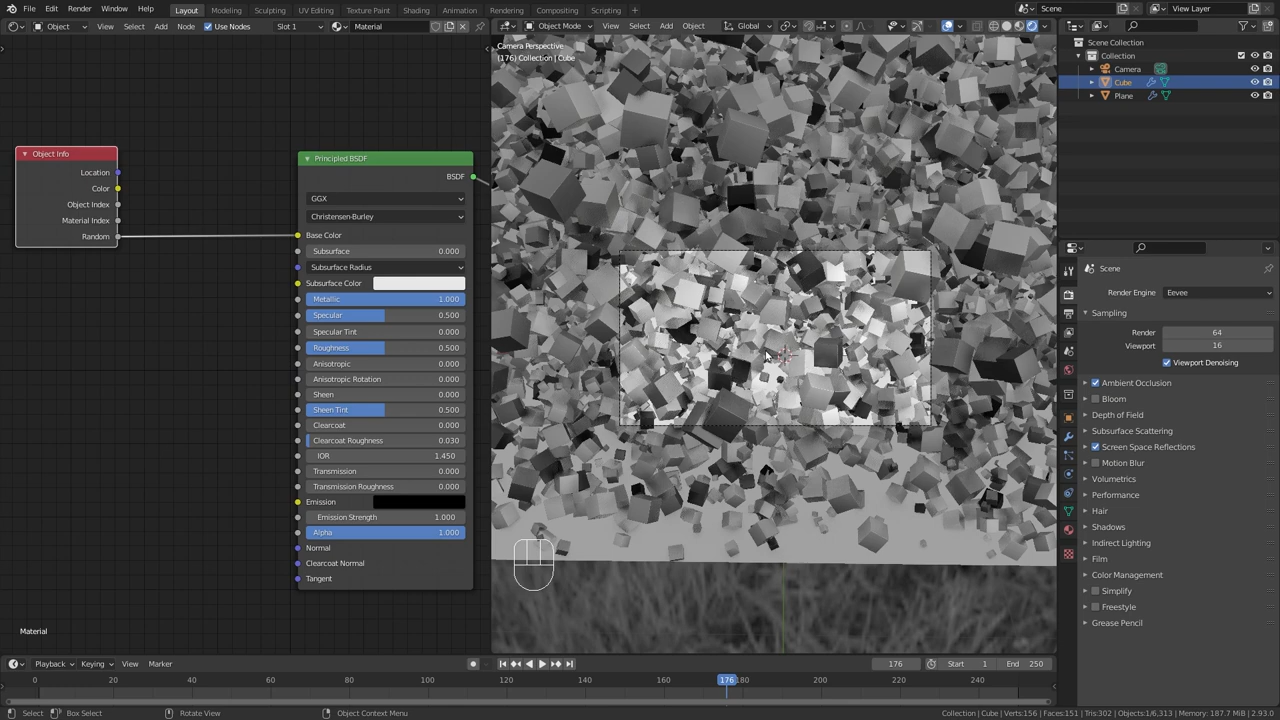 File Edit Render Window Help Layout Modeling Sculpting UV Editing Texture Paint Shading Animation Rendering Compositing Scripting Scene View Layer
Object View Select Add Node Use Nodes Slot 1 Material
Object Mode View Select Add Object Global
Camera Perspective
(176) Collection | Cube
Scene Collection
Collection
Camera
Cube
Plane
Object Info
Location
Color
Object Index
Material Index
Random
Principled BSDF
BSDF
GGX
Christensen-Burley
Base Color
Subsurface 0.000
Subsurface Radius
Subsurface Color
Metallic 1.000
Specular 0.500
Specular Tint 0.000
Roughness 0.500
Anisotropic 0.000
Anisotropic Rotation 0.000
Sheen 0.000
Sheen Tint 0.500
Clearcoat 0.000
Clearcoat Roughness 0.030
IOR 1.450
Transmission 0.000
Transmission Roughness 0.000
Emission
Emission Strength 1.000
Alpha 1.000
Normal
Clearcoat Normal
Tangent
Material
Scene
Render Engine Eevee
Sampling
Render 64
Viewport 16
Viewport Denoising
Ambient Occlusion
Bloom
Depth of Field
Subsurface Scattering
Screen Space Reflections
Motion Blur
Volumetrics
Performance
Hair
Shadows
Indirect Lighting
Film
Color Management
Simplify
Freestyle
Grease Pencil
Playback Keying View Marker 176 Start 1 End 250
0 20 40 60 80 100 120 140 160 176 180 200 220 240
Select Box Select Rotate View Object Context Menu Collection | Cube | Verts:156 | Faces:151 | Tris:302 | Objects:1/6,313 | Memory: 187.7 MiB | 2.93.0